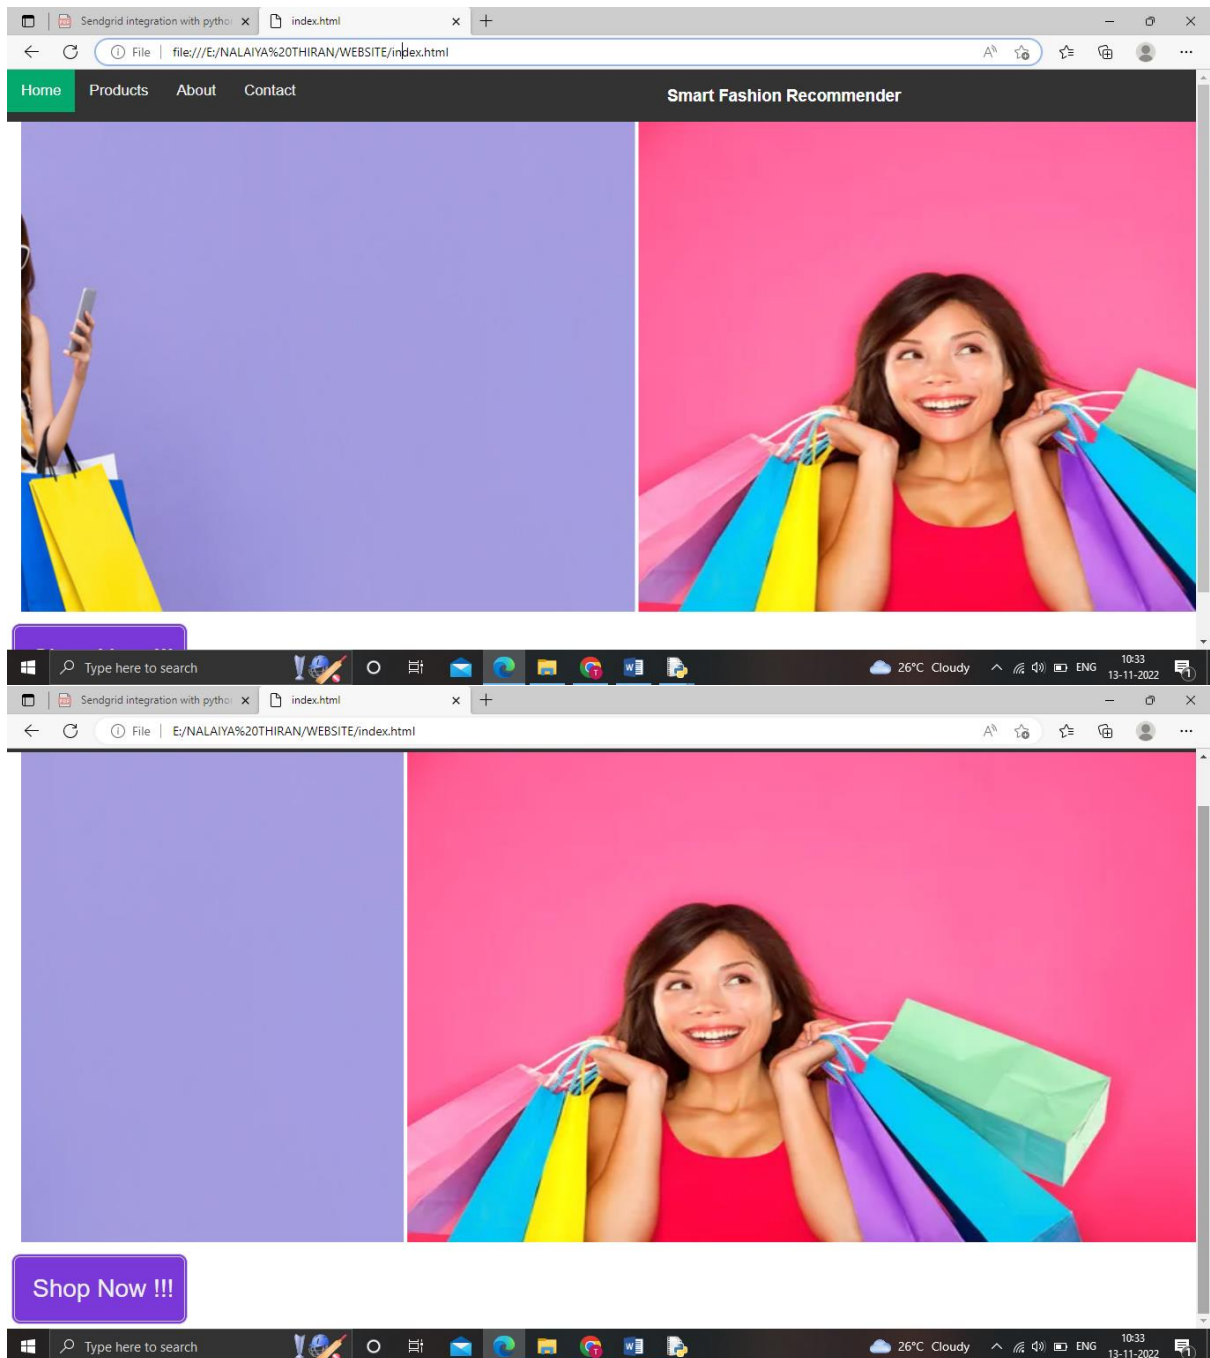 Sendgrid integration with pytho
index.html
File | file:///E:/NALAIYA%20THIRAN/WEBSITE/index.html
Home Products About Contact
Smart Fashion Recommender
Type here to search
26°C Cloudy
ENG
10:33
13-11-2022
1
Sendgrid integration with pytho
index.html
File | E:/NALAIYA%20THIRAN/WEBSITE/index.html
Shop Now !!!
Type here to search
26°C Cloudy
ENG
10:33
13-11-2022
1